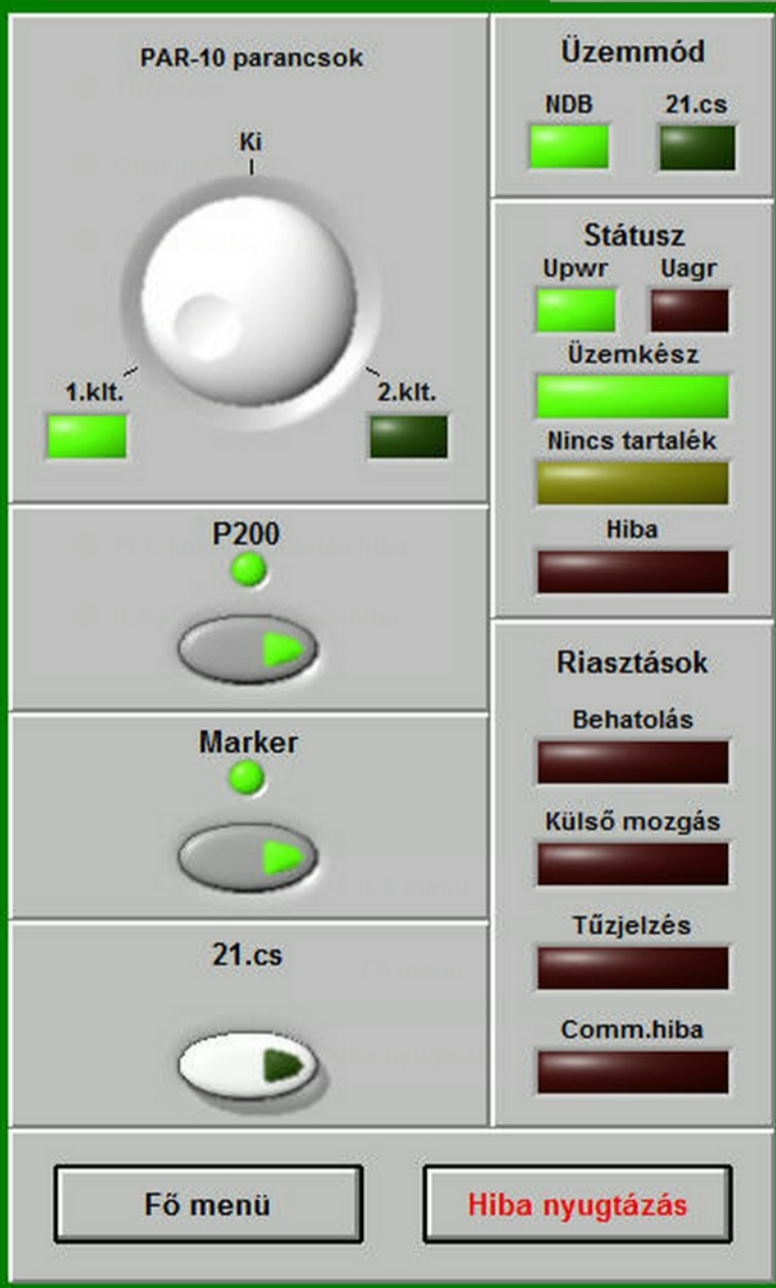 PAR-10 parancsok
Ki
1.klt.
2.klt.
P200
Marker
21.cs
Üzemmód
NDB
21.cs
Státusz
Upwr
Uagr
Üzemkész
Nincs tartalék
Hiba
Riasztások
Behatolás
Külső mozgás
Tűzjelzés
Comm.hiba
Fő menü
Hiba nyugtázás